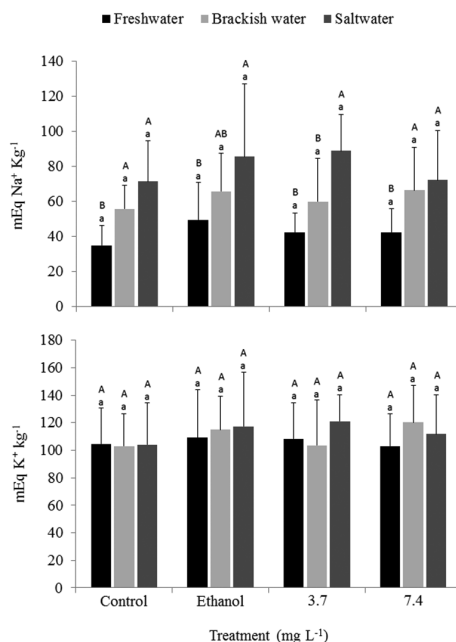 Freshwater Brackish water Saltwater
mEq Na⁺ Kg⁻¹
140
120
100
80
60
40
20
0
B a A a A a
B a AB a A a
B a B a A a
B a A a A a
mEq K⁺ kg⁻¹
180
160
140
120
100
80
60
40
20
0
A a A a A a
A a A a A a
A a A a A a
A a A a A a
Control Ethanol 3.7 7.4
Treatment (mg L⁻¹)